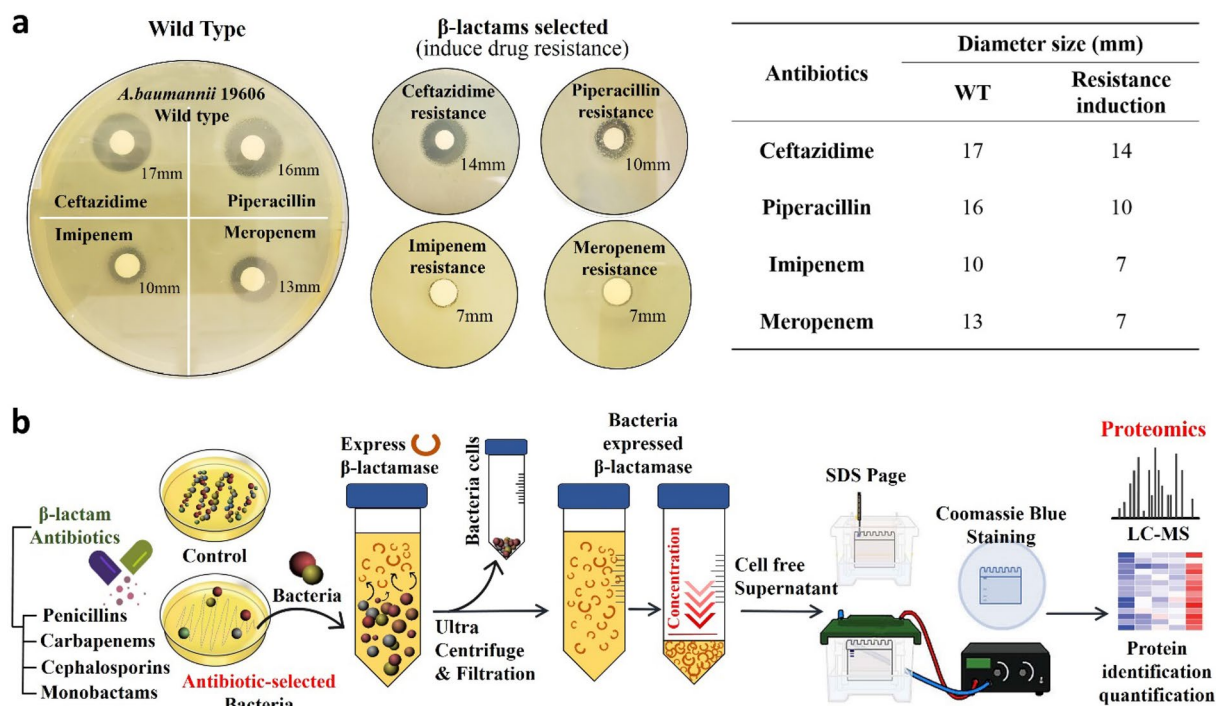 a
Wild Type
A.baumannii 19606
Wild type
17mm
16mm
Ceftazidime
Piperacillin
Imipenem
Meropenem
10mm
13mm
β-lactams selected
(induce drug resistance)
Ceftazidime
resistance
14mm
Piperacillin
resistance
10mm
Imipenem
resistance
7mm
Meropenem
resistance
7mm
Antibiotics
Diameter size (mm)
WT
Resistance
induction
Ceftazidime 17 14
Piperacillin 16 10
Imipenem 10 7
Meropenem 13 7
b
β-lactam
Antibiotics
Penicillins
Carbapenems
Cephalosporins
Monobactams
Control
Antibiotic-selected
Bacteria
Bacteria
Express
β-lactamase
Bacteria cells
Ultra
Centrifuge
& Filtration
Bacteria
expressed
β-lactamase
Concentration
Cell free
Supernatant
SDS Page
Coomassie Blue
Staining
Proteomics
LC-MS
Protein
identification
quantification